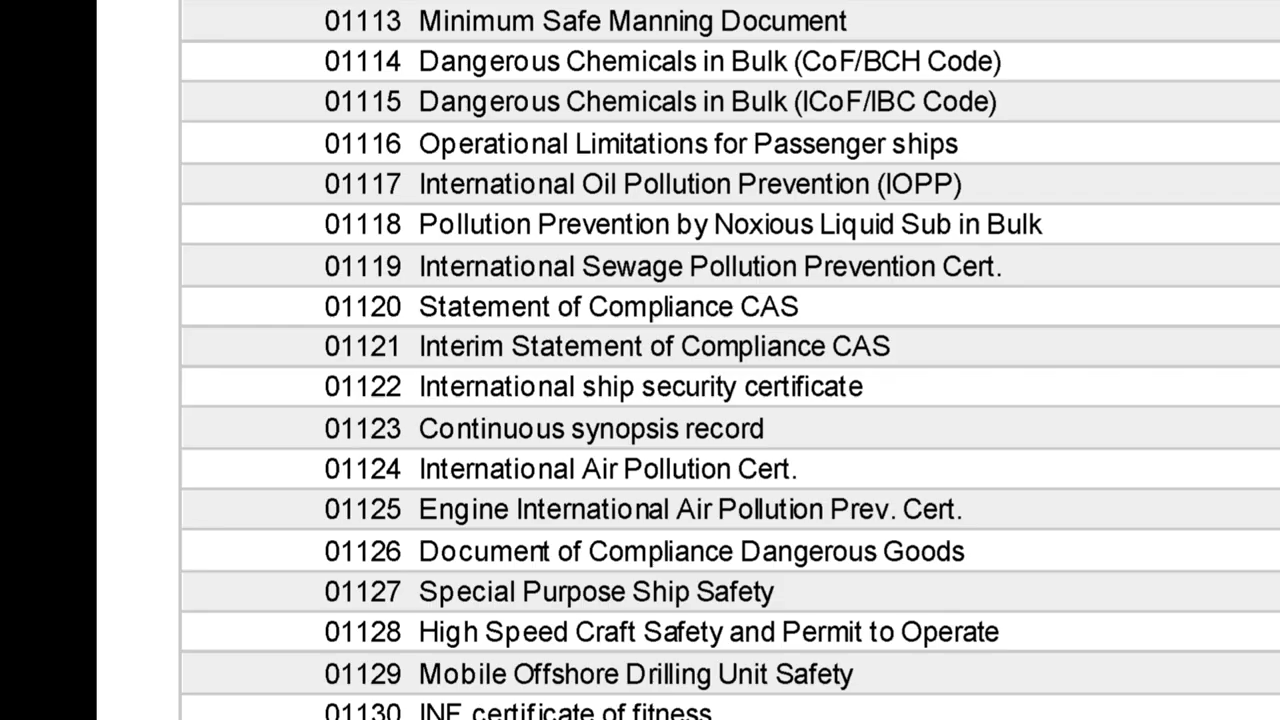 01113 Minimum Safe Manning Document
01114 Dangerous Chemicals in Bulk (CoF/BCH Code)
01115 Dangerous Chemicals in Bulk (ICoF/IBC Code)
01116 Operational Limitations for Passenger ships
01117 International Oil Pollution Prevention (IOPP)
01118 Pollution Prevention by Noxious Liquid Sub in Bulk
01119 International Sewage Pollution Prevention Cert.
01120 Statement of Compliance CAS
01121 Interim Statement of Compliance CAS
01122 International ship security certificate
01123 Continuous synopsis record
01124 International Air Pollution Cert.
01125 Engine International Air Pollution Prev. Cert.
01126 Document of Compliance Dangerous Goods
01127 Special Purpose Ship Safety
01128 High Speed Craft Safety and Permit to Operate
01129 Mobile Offshore Drilling Unit Safety
01130 INF certificate of fitness